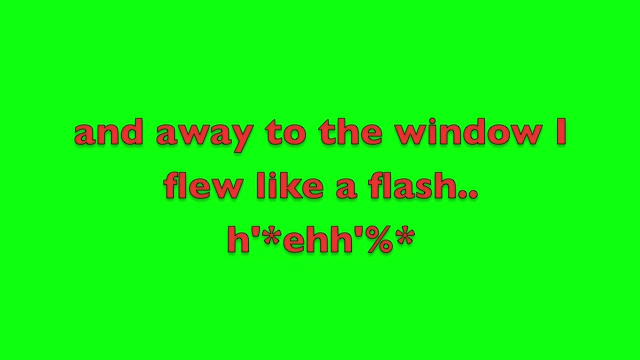 and away to the window I
flew like a flash..
h'*ehh'%*